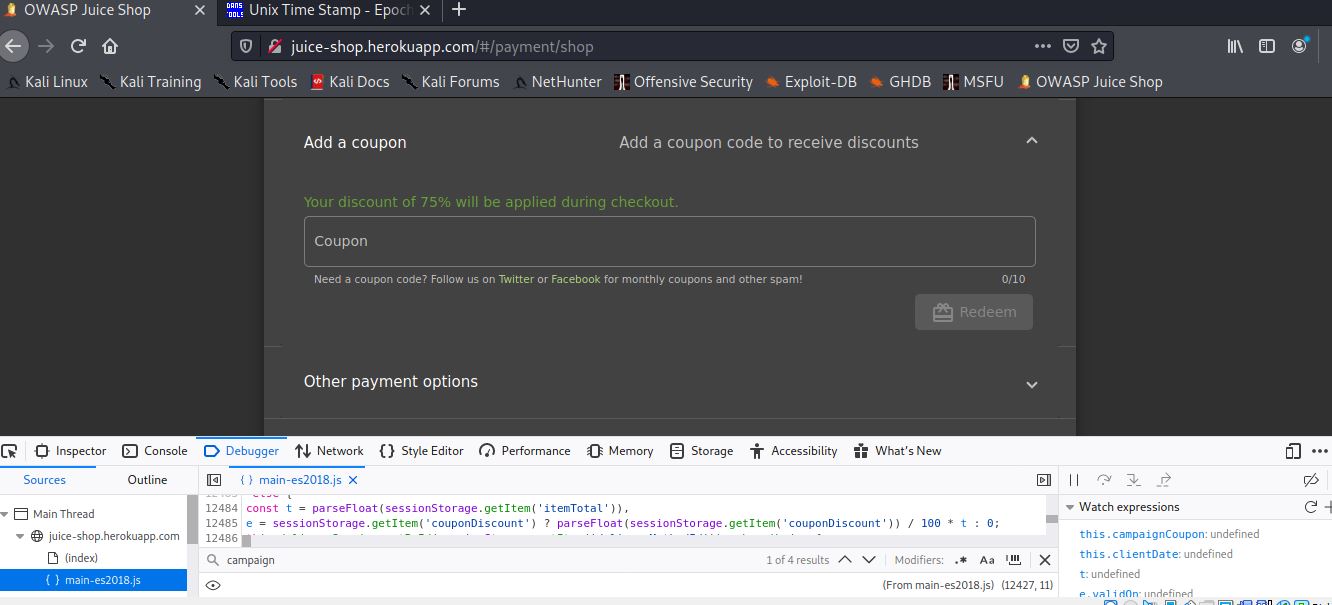 OWASP Juice Shop
DANS TOOLS Unix Time Stamp - Epoch
juice-shop.herokuapp.com/#/payment/shop
Kali Linux Kali Training Kali Tools Kali Docs Kali Forums NetHunter Offensive Security Exploit-DB GHDB MSFU OWASP Juice Shop
Add a coupon Add a coupon code to receive discounts
Your discount of 75% will be applied during checkout.
Coupon
Need a coupon code? Follow us on Twitter or Facebook for monthly coupons and other spam! 0/10
Redeem
Other payment options
Inspector Console Debugger Network {} Style Editor Performance Memory Storage Accessibility What's New
Sources Outline { } main-es2018.js
else {
Main Thread 12484 const t = parseFloat(sessionStorage.getItem('itemTotal')), Watch expressions
juice-shop.herokuapp.com 12485 e = sessionStorage.getItem('couponDiscount') ? parseFloat(sessionStorage.getItem('couponDiscount')) / 100 * t : 0; this.campaignCoupon: undefined
12486
(index) campaign 1 of 4 results Modifiers: .* Aa this.clientDate: undefined
t: undefined
{ } main-es2018.js (From main-es2018.js) (12427, 11) e.validOn: undefined